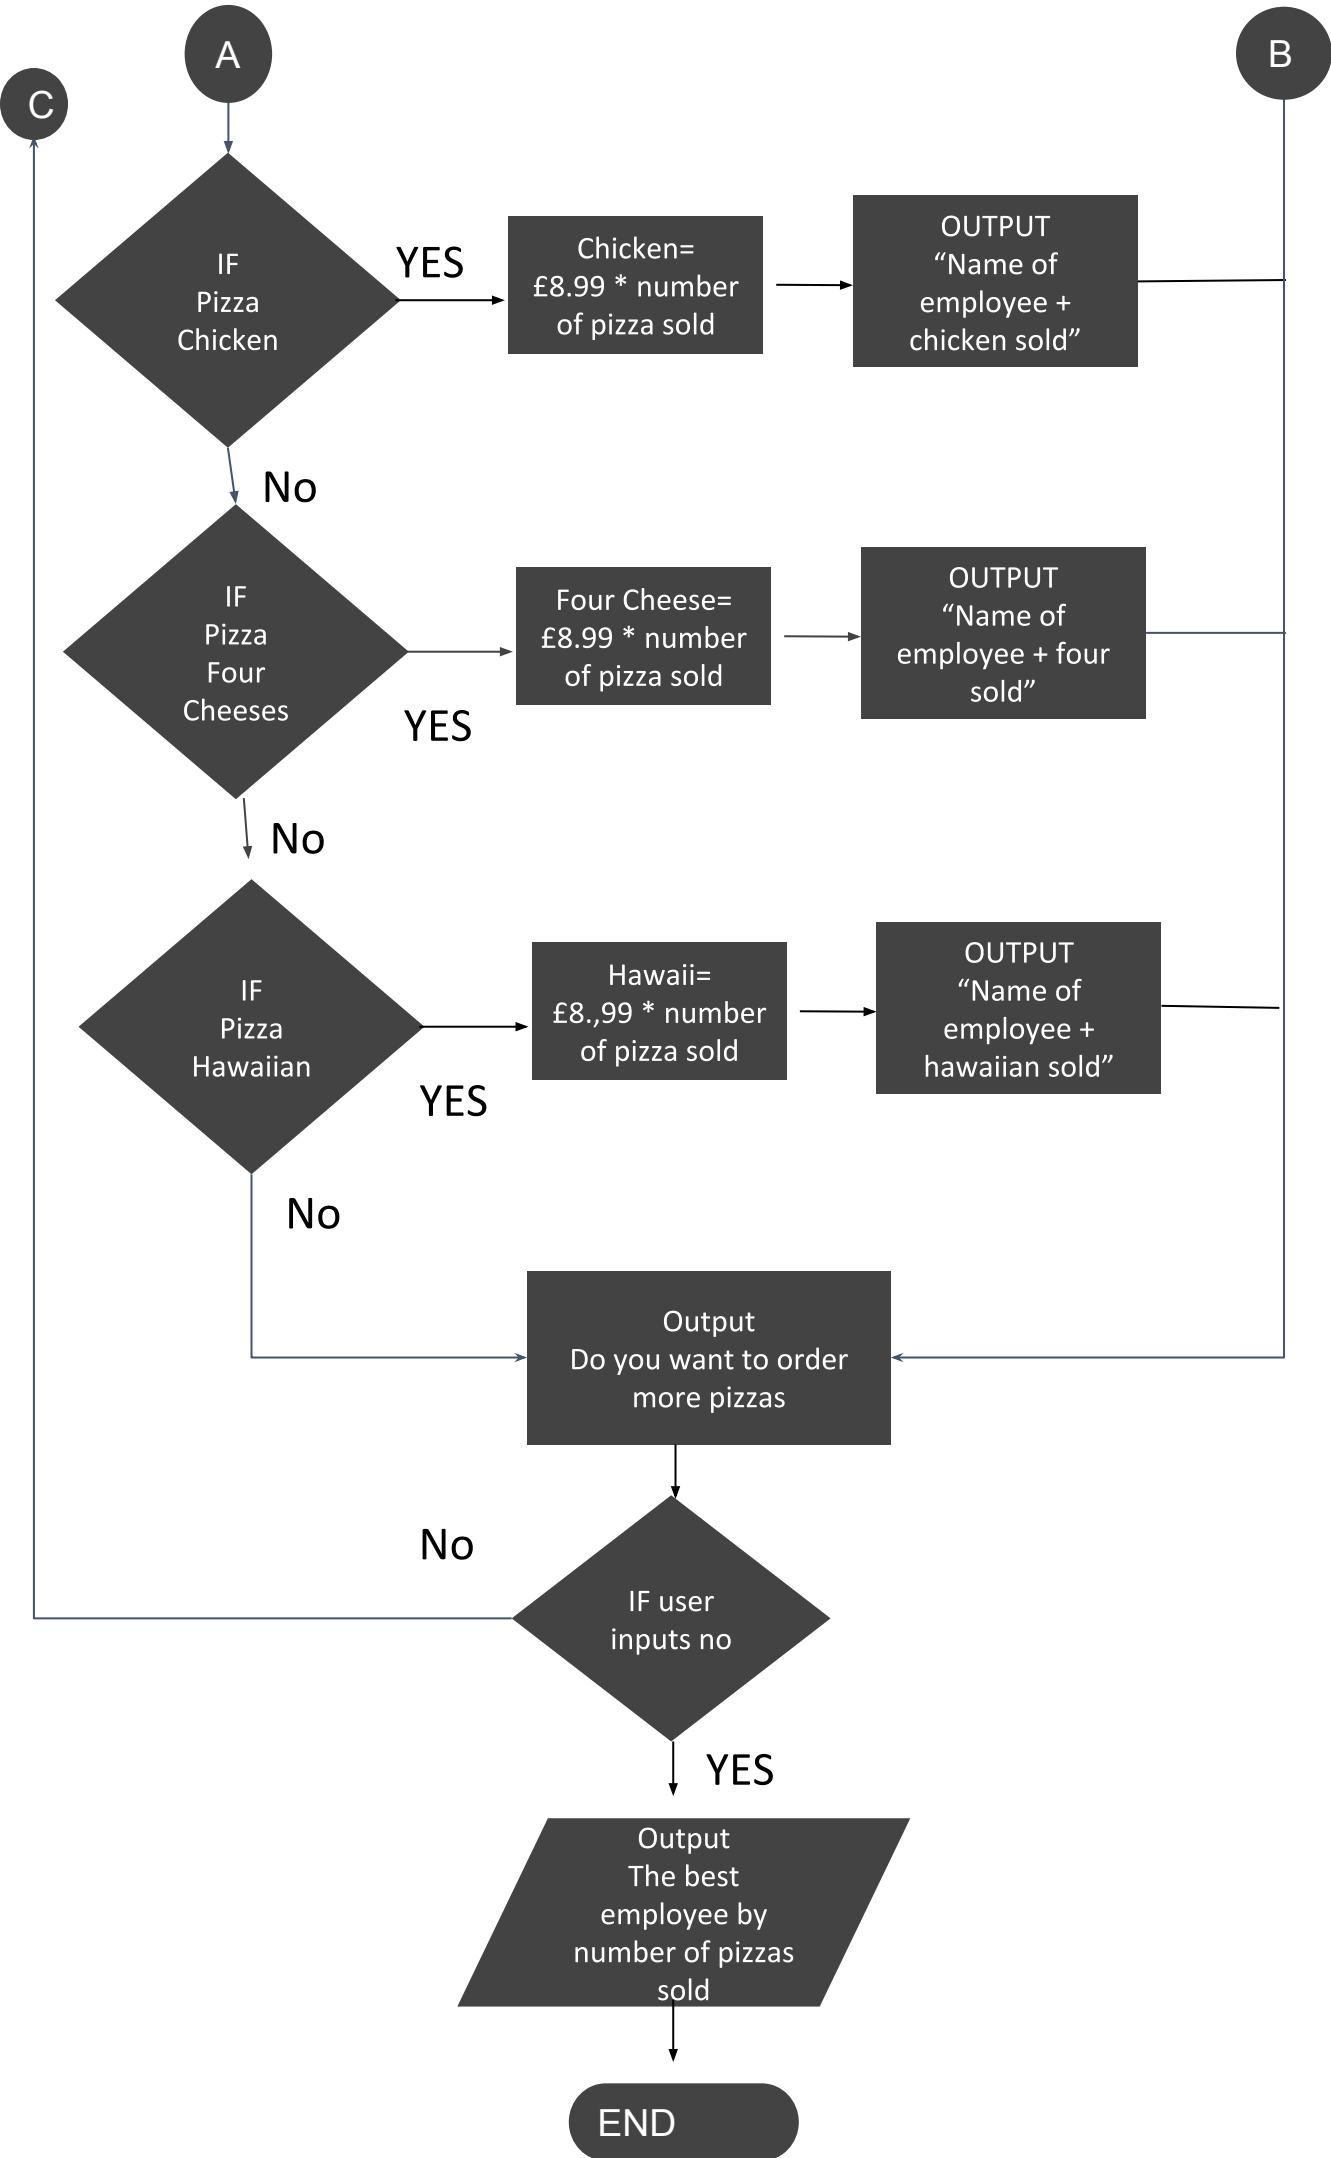 A
B
C
IF
Pizza
Chicken
YES
Chicken=
£8.99 * number
of pizza sold
OUTPUT
“Name of
employee +
chicken sold”
No
IF
Pizza
Four
Cheeses
YES
Four Cheese=
£8.99 * number
of pizza sold
OUTPUT
“Name of
employee + four
sold”
No
IF
Pizza
Hawaiian
YES
Hawaii=
£8.,99 * number
of pizza sold
OUTPUT
“Name of
employee +
hawaiian sold”
No
Output
Do you want to order
more pizzas
No
IF user
inputs no
YES
Output
The best
employee by
number of pizzas
sold
END